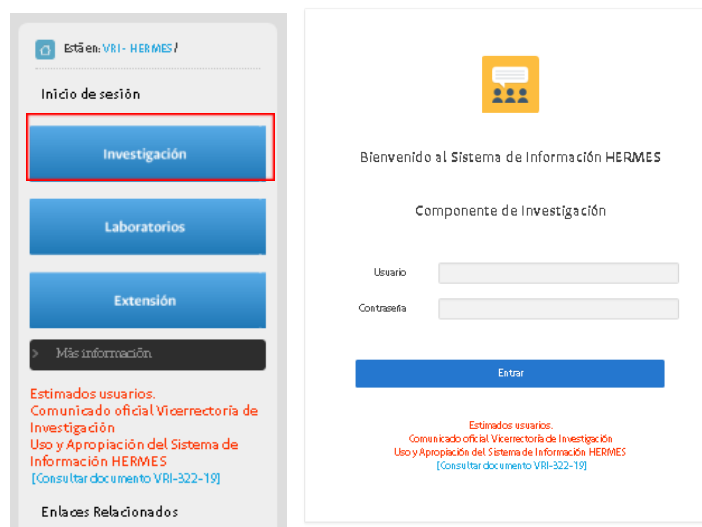 Está en: VRI - HERMES /
Inicio de sesión
Investigación
Laboratorios
Extensión
> Más información
Estimados usuarios.
Comunicado oficial Vicerrectoría de
Investigación
Uso y Apropiación del Sistema de
Información HERMES
[Consultar documento VRI-322-19]
Enlaces Relacionados
Bienvenido al Sistema de Información HERMES
Componente de Investigación
Usuario
Contraseña
Entrar
Estimados usuarios.
Comunicado oficial Vicerrectoría de Investigación
Uso y Apropiación del Sistema de Información HERMES
[Consultar documento VRI-322-19]